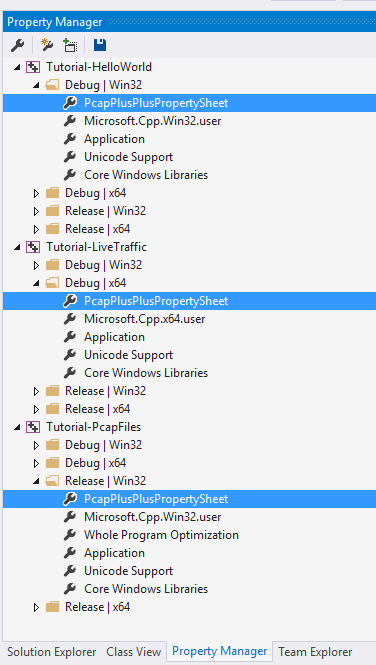 Property Manager
Tutorial-HelloWorld
Debug | Win32
PcapPlusPlusPropertySheet
Microsoft.Cpp.Win32.user
Application
Unicode Support
Core Windows Libraries
Debug | x64
Release | Win32
Release | x64
Tutorial-LiveTraffic
Debug | Win32
Debug | x64
PcapPlusPlusPropertySheet
Microsoft.Cpp.x64.user
Application
Unicode Support
Core Windows Libraries
Release | Win32
Release | x64
Tutorial-PcapFiles
Debug | Win32
Debug | x64
Release | Win32
PcapPlusPlusPropertySheet
Microsoft.Cpp.Win32.user
Whole Program Optimization
Application
Unicode Support
Core Windows Libraries
Release | x64
Solution Explorer Class View Property Manager Team Explorer